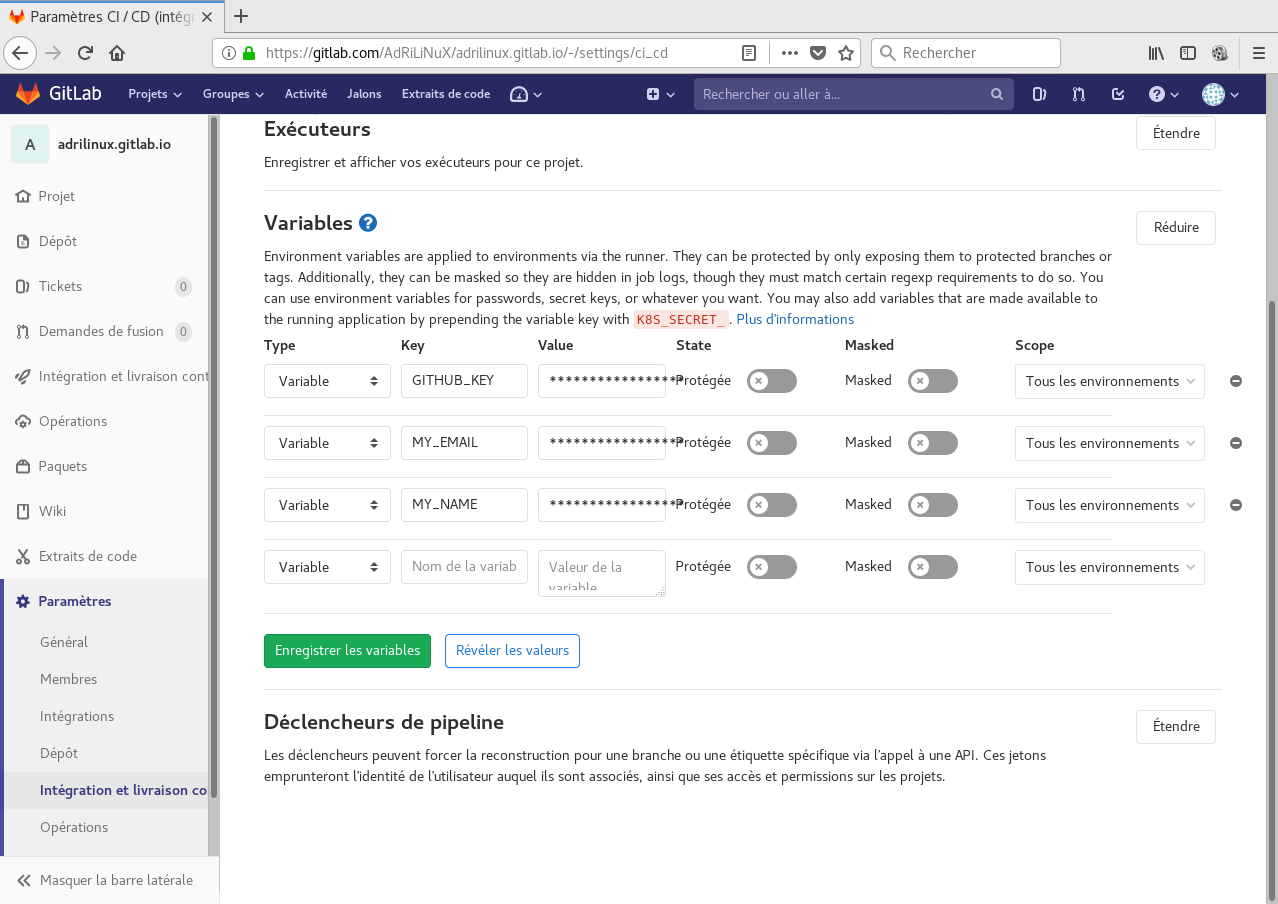 Paramètres CI / CD (intég
https://gitlab.com/AdRiLiNuX/adrilinux.gitlab.io/-/settings/ci_cd
Rechercher
GitLab
Projets
Groupes
Activité
Jalons
Extraits de code
Rechercher ou aller à...
A
adrilinux.gitlab.io
Projet
Dépôt
Tickets 0
Demandes de fusion 0
Intégration et livraison cont
Opérations
Paquets
Wiki
Extraits de code
Paramètres
Général
Membres
Intégrations
Dépôt
Intégration et livraison co
Opérations
Masquer la barre latérale
Exécuteurs
Étendre
Enregistrer et afficher vos exécuteurs pour ce projet.
Variables
Réduire
Environment variables are applied to environments via the runner. They can be protected by only exposing them to protected branches or
tags. Additionally, they can be masked so they are hidden in job logs, though they must match certain regexp requirements to do so. You
can use environment variables for passwords, secret keys, or whatever you want. You may also add variables that are made available to
the running application by prepending the variable key with K8S_SECRET_. Plus d'informations
Type Key Value State Masked Scope
Variable GITHUB_KEY ***************** Protégée Masked Tous les environnements
Variable MY_EMAIL ***************** Protégée Masked Tous les environnements
Variable MY_NAME ***************** Protégée Masked Tous les environnements
Variable Nom de la variab Valeur de la Protégée Masked Tous les environnements
variable
Enregistrer les variables
Révéler les valeurs
Déclencheurs de pipeline
Étendre
Les déclencheurs peuvent forcer la reconstruction pour une branche ou une étiquette spécifique via l'appel à une API. Ces jetons
emprunteront l'identité de l'utilisateur auquel ils sont associés, ainsi que ses accès et permissions sur les projets.